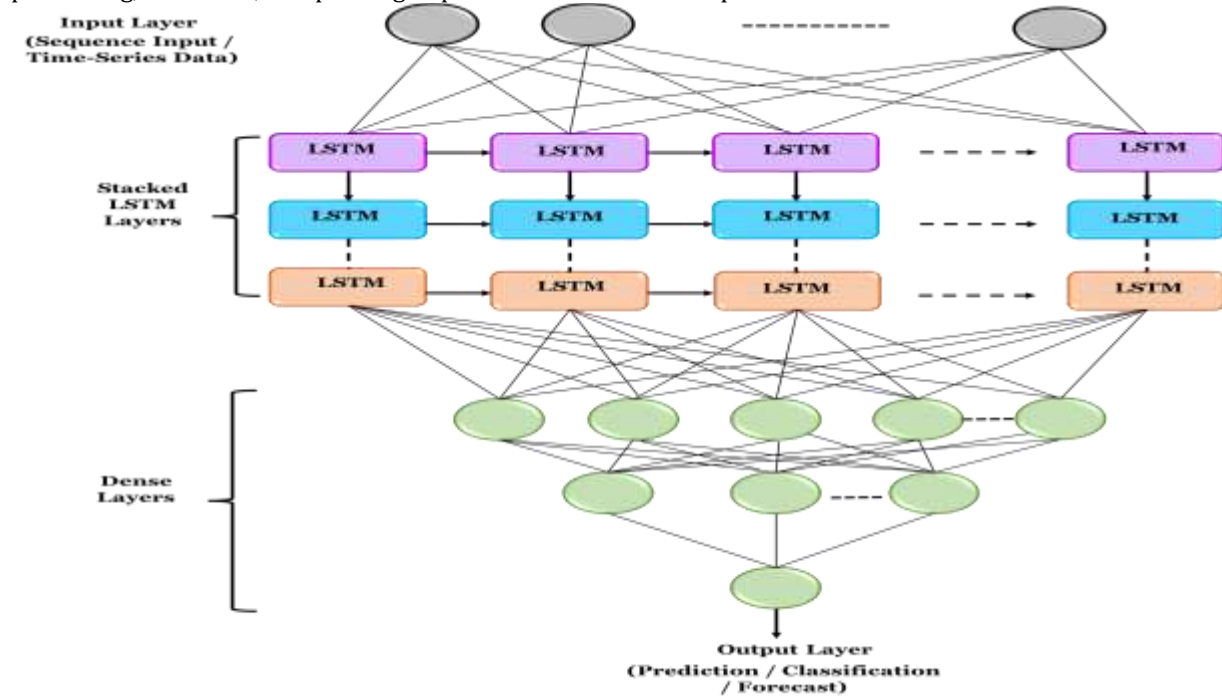 Input Layer
(Sequence Input /
Time-Series Data)
LSTM LSTM LSTM LSTM
Stacked
LSTM
Layers
LSTM LSTM LSTM LSTM
LSTM LSTM LSTM LSTM
Dense
Layers
Output Layer
(Prediction / Classification
/ Forecast)